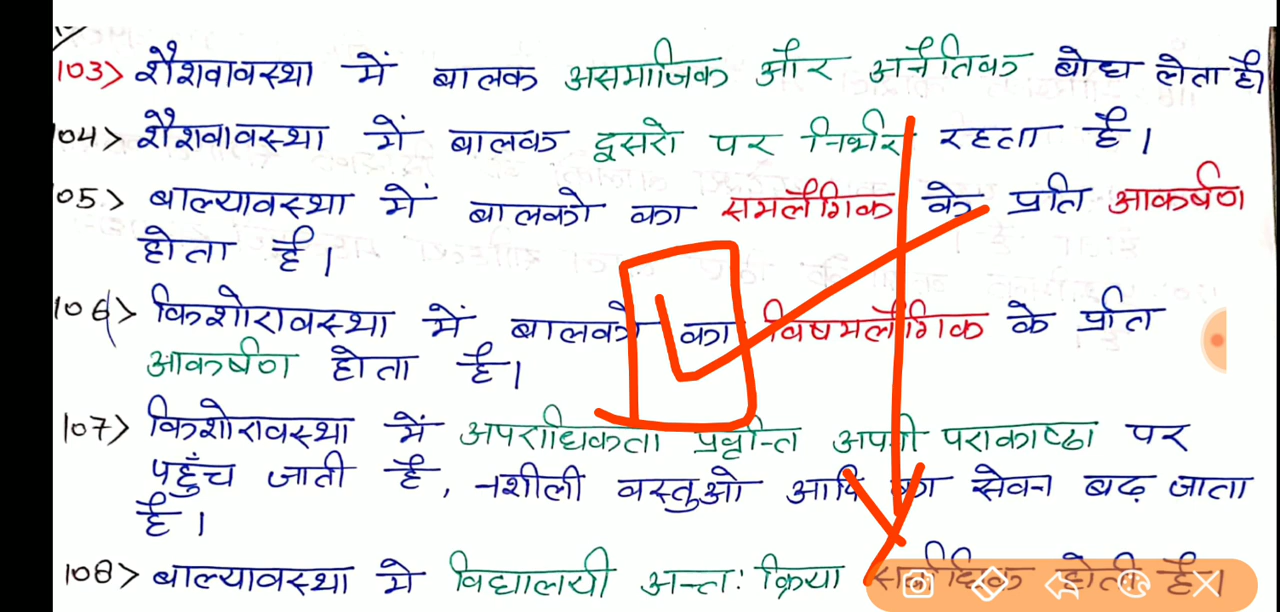 103> शैशवावस्था में बालक असमाजिक और अनैतिक बोध लेता है।
104> शैशवावस्था में बालक दूसरो पर निर्भर रहता है।
105> बाल्यावस्था में बालको का समलैंगिक के प्रति आकर्षण
होता है।
106> किशोरावस्था में बालको का विषमलैंगिक के प्रति
आकर्षण होता है।
107> किशोरावस्था में अपराधिकता प्रवृन्ति अपनी पराकाष्ठा पर
पहुँच जाती है, नशीली वस्तुओ आदि का सेवन बढ़ जाता
है।
108> बाल्यावस्था मे विद्यालयी अन्तः क्रिया सर्वाधिक होती है।